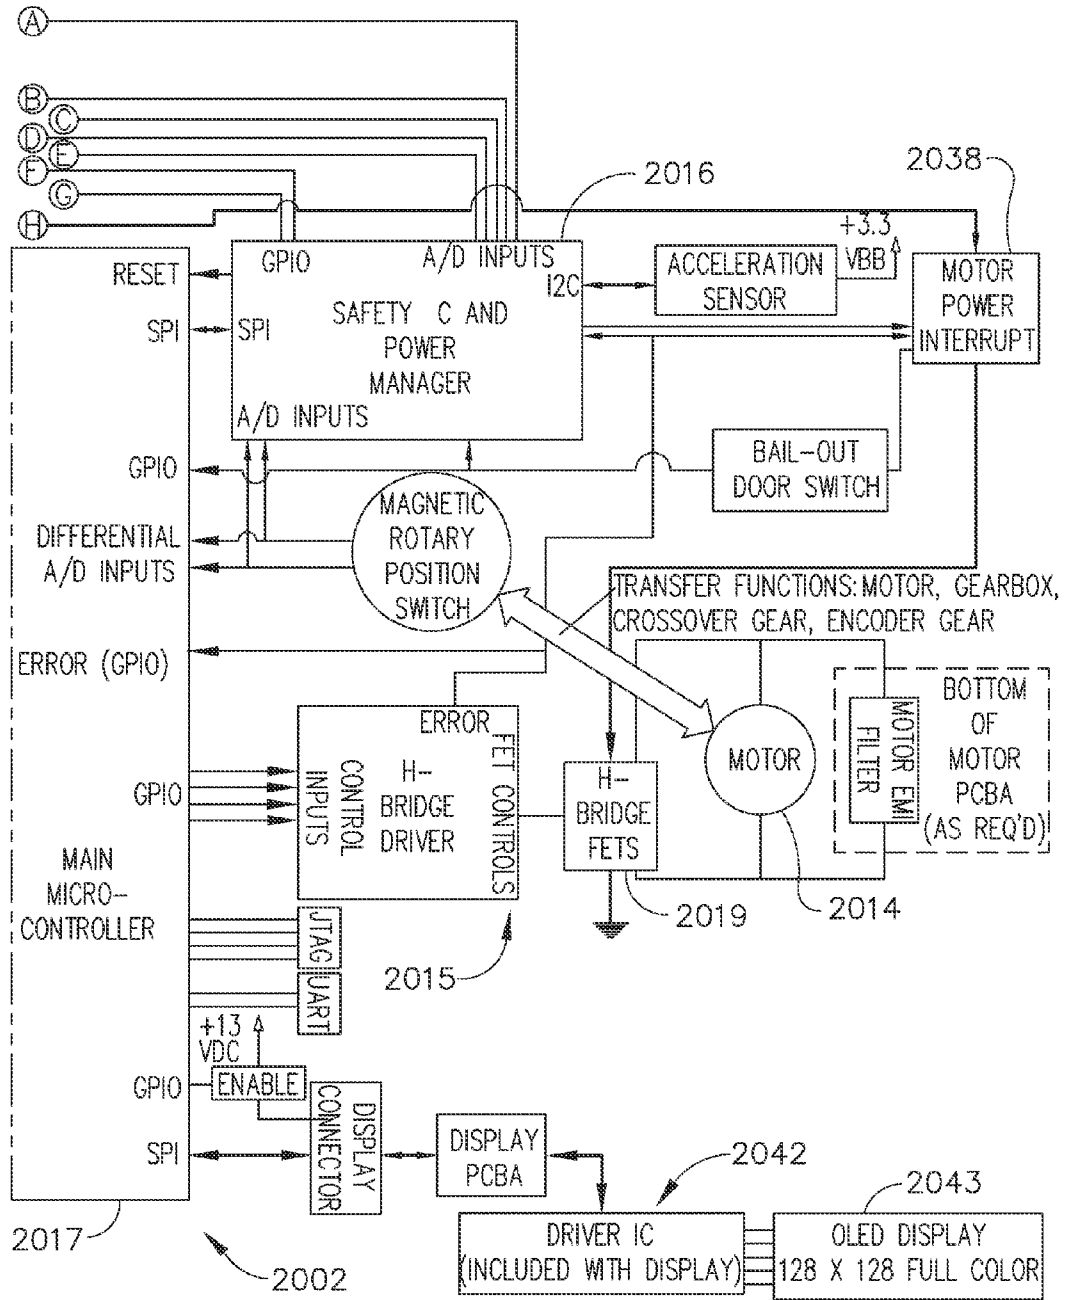 A
B
C
D
E
F
G
H
2016
2038
+3.3
VBB
RESET
GPIO
A/D INPUTS
I2C
ACCELERATION
SENSOR
MOTOR
POWER
INTERRUPT
SPI
SPI
SAFETY C AND
POWER
MANAGER
A/D INPUTS
GPIO
BAIL-OUT
DOOR SWITCH
MAGNETIC
ROTARY
POSITION
SWITCH
DIFFERENTIAL
A/D INPUTS
TRANSFER FUNCTIONS: MOTOR, GEARBOX,
CROSSOVER GEAR, ENCODER GEAR
ERROR (GPIO)
ERROR
FET CONTROLS
CONTROL
INPUTS
H-
BRIDGE
DRIVER
GPIO
H-
BRIDGE
FETS
MOTOR
MOTOR EMI
FILTER
BOTTOM
OF
MOTOR
PCBA
(AS REQ'D)
MAIN
MICRO-
CONTROLLER
2019
2014
2015
JTAG
UART
+13
VDC
GPIO
ENABLE
DISPLAY
CONNECTOR
SPI
DISPLAY
PCBA
2042
2043
2017
2002
DRIVER IC
(INCLUDED WITH DISPLAY)
OLED DISPLAY
128 X 128 FULL COLOR